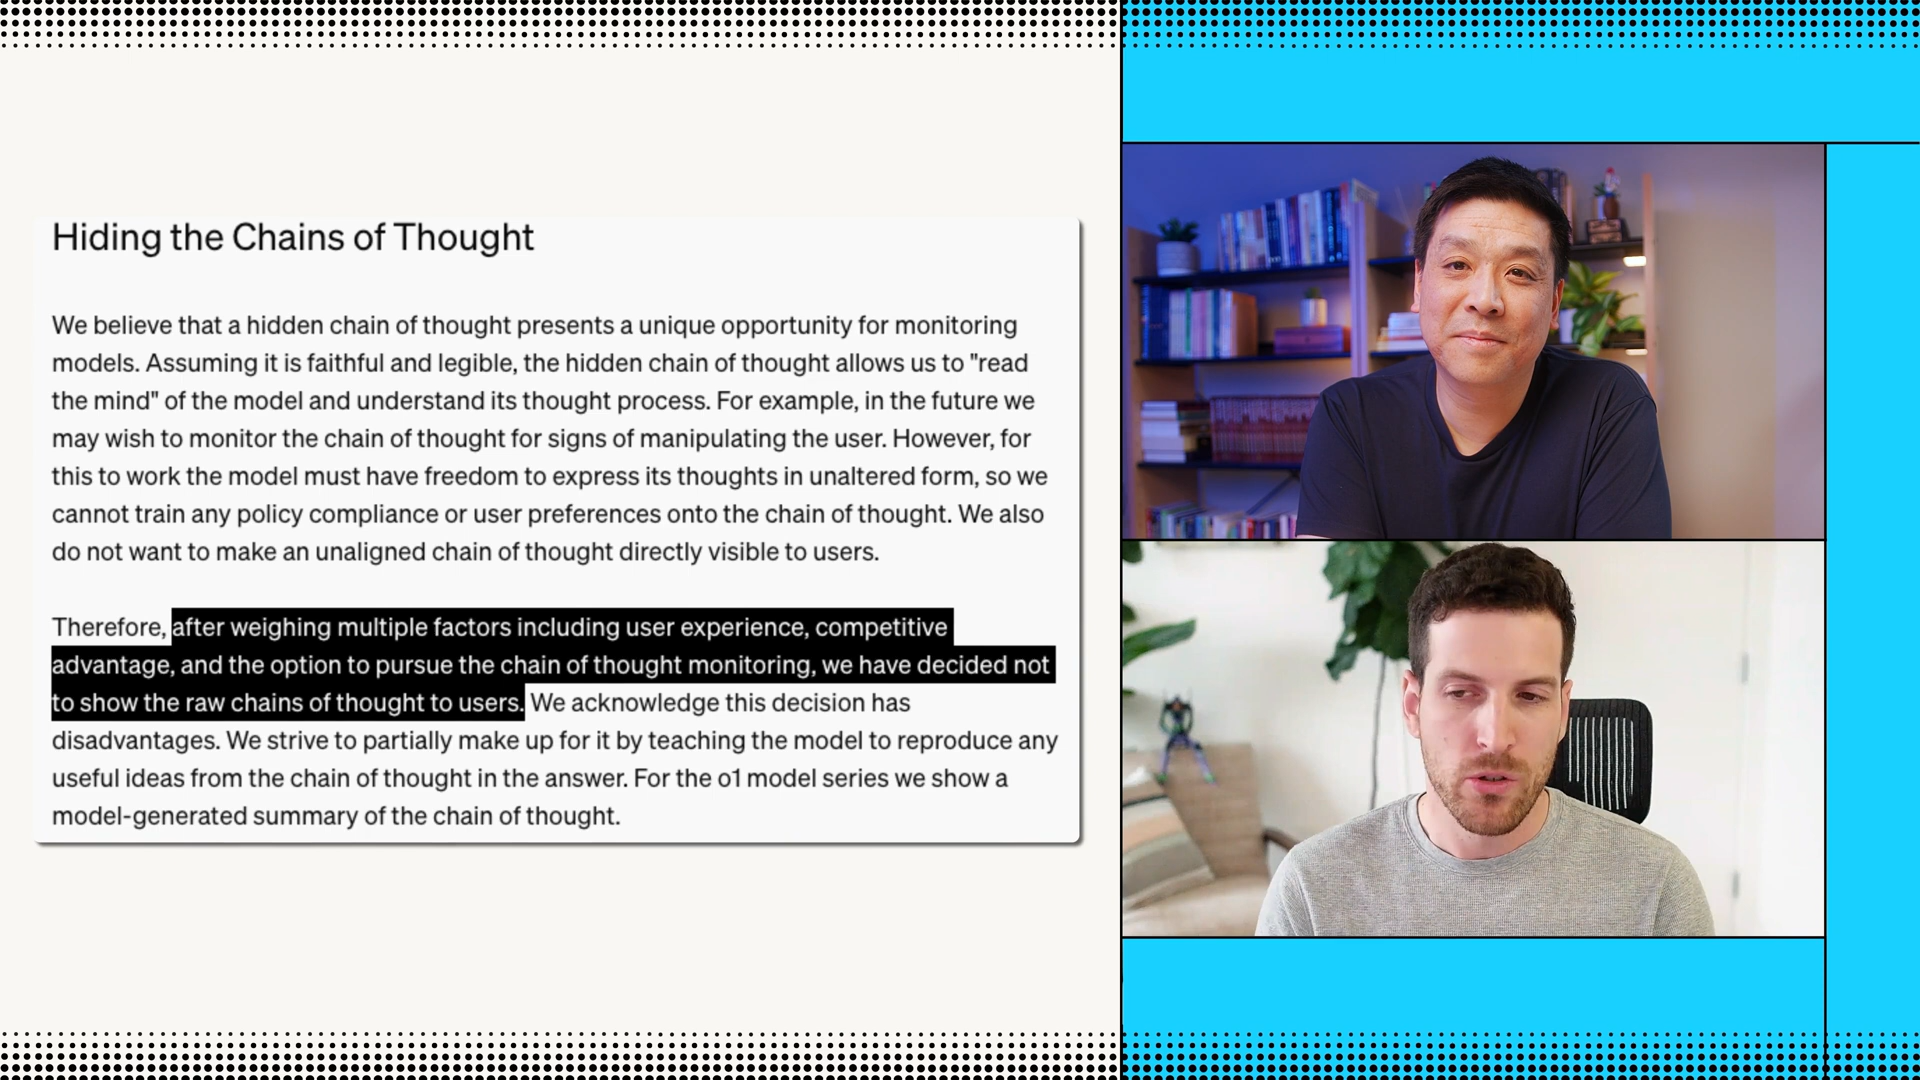 Hiding the Chains of Thought
We believe that a hidden chain of thought presents a unique opportunity for monitoring
models. Assuming it is faithful and legible, the hidden chain of thought allows us to "read
the mind" of the model and understand its thought process. For example, in the future we
may wish to monitor the chain of thought for signs of manipulating the user. However, for
this to work the model must have freedom to express its thoughts in unaltered form, so we
cannot train any policy compliance or user preferences onto the chain of thought. We also
do not want to make an unaligned chain of thought directly visible to users.
Therefore, after weighing multiple factors including user experience, competitive
advantage, and the option to pursue the chain of thought monitoring, we have decided not
to show the raw chains of thought to users. We acknowledge this decision has
disadvantages. We strive to partially make up for it by teaching the model to reproduce any
useful ideas from the chain of thought in the answer. For the o1 model series we show a
model-generated summary of the chain of thought.